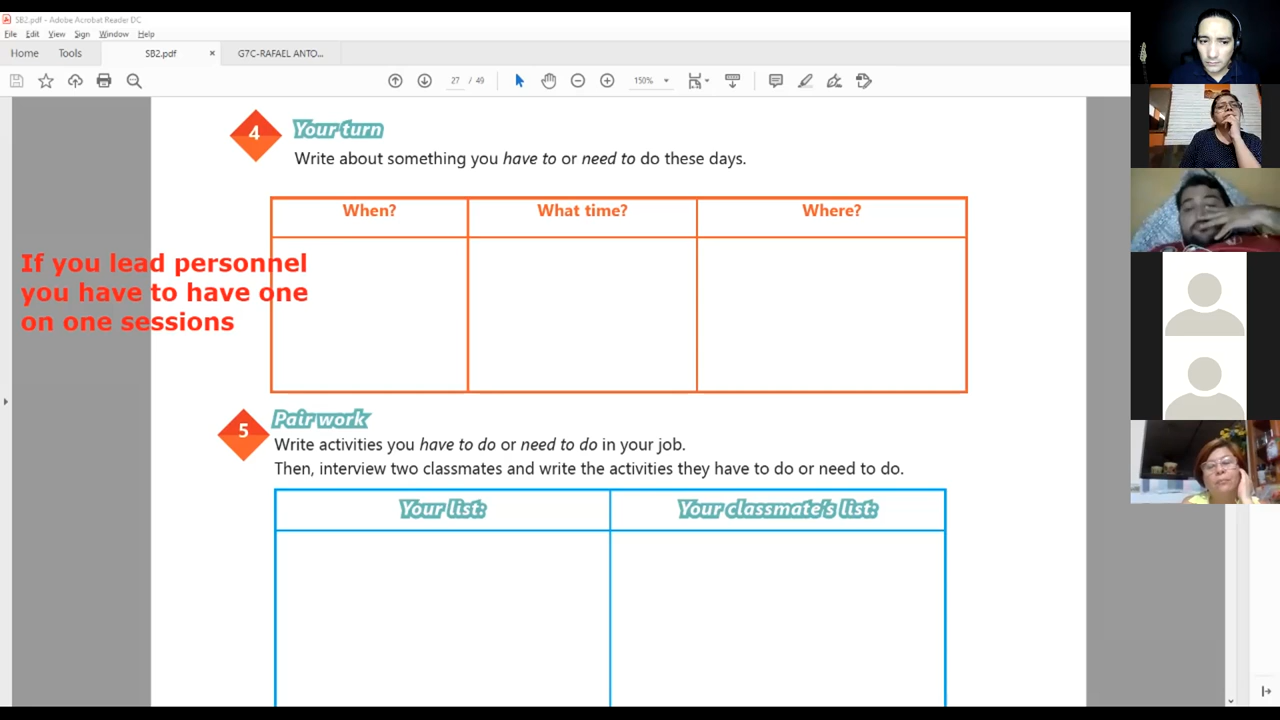 SB2.pdf - Adobe Acrobat Reader DC
File Edit View Sign Window Help
Home Tools SB2.pdf × G7C-RAFAEL ANTO...
27 / 49 150%
4 Your turn
Write about something you have to or need to do these days.
When? What time? Where?
If you lead personnel
you have to have one
on one sessions
5 Pair work
Write activities you have to do or need to do in your job.
Then, interview two classmates and write the activities they have to do or need to do.
Your list: Your classmate's list: